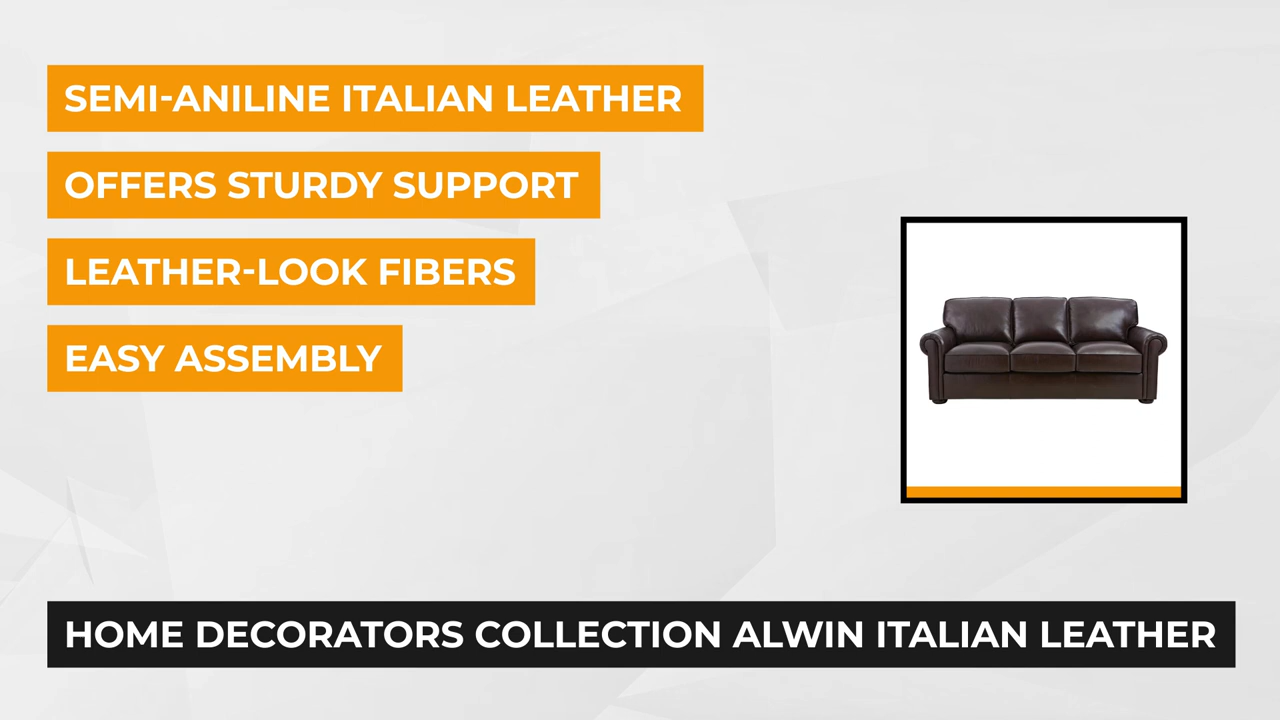 SEMI-ANILINE ITALIAN LEATHER
OFFERS STURDY SUPPORT
LEATHER-LOOK FIBERS
EASY ASSEMBLY
HOME DECORATORS COLLECTION ALWIN ITALIAN LEATHER